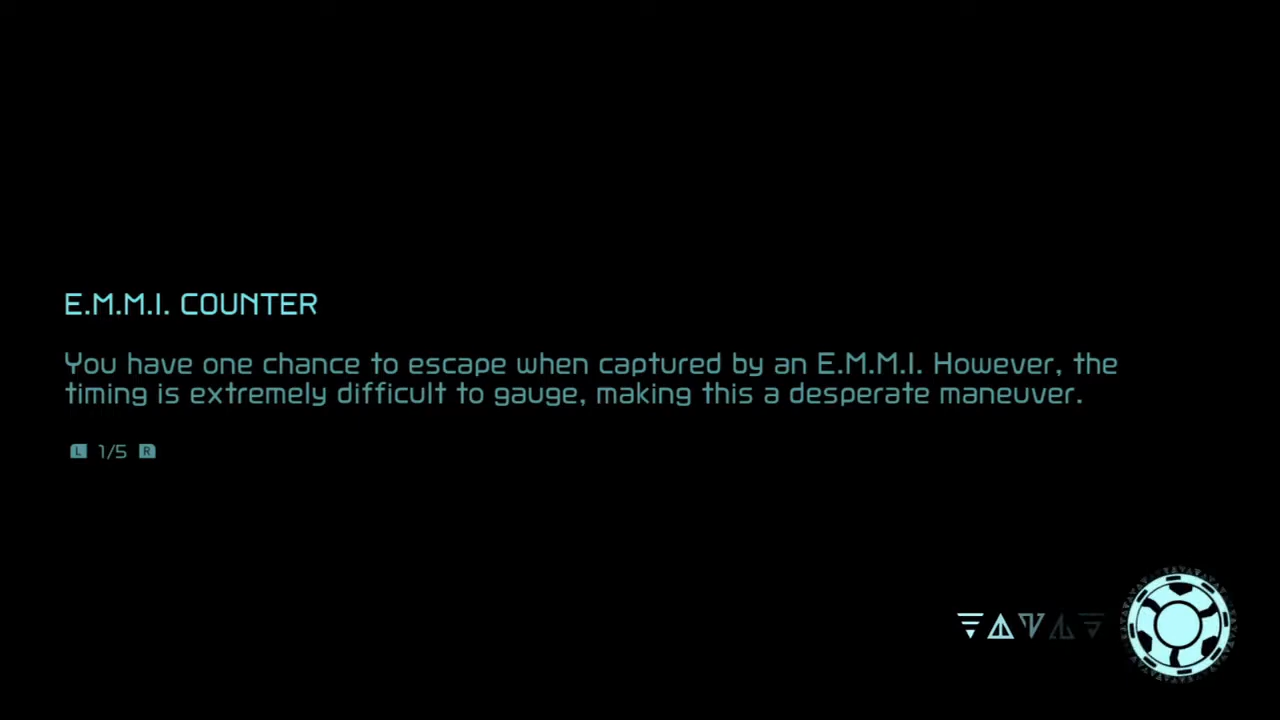 E.M.M.I. COUNTER
You have one chance to escape when captured by an E.M.M.I. However, the
timing is extremely difficult to gauge, making this a desperate maneuver.
L 1/5 R